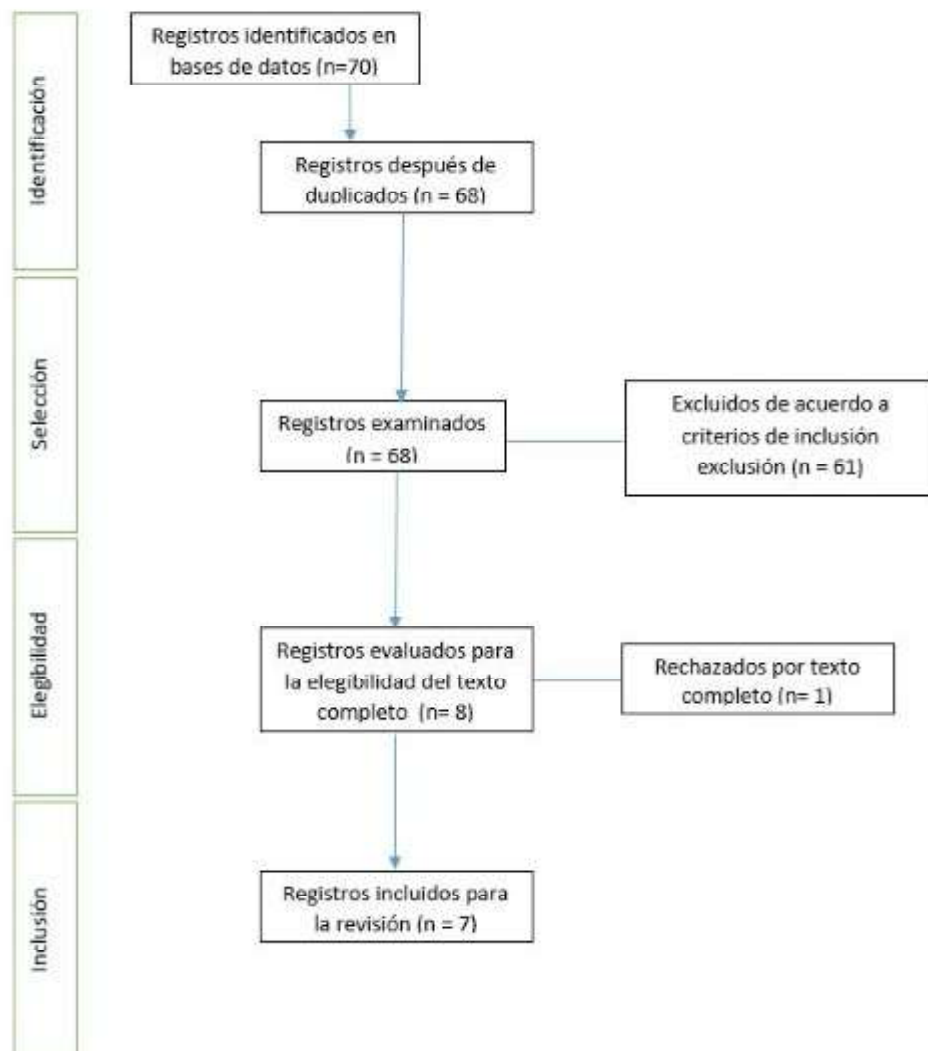 Identificación
Registros identificados en
bases de datos (n=70)
Registros después de
duplicados (n = 68)
Selección
Registros examinados
(n = 68)
Excluidos de acuerdo a
criterios de inclusión
exclusión (n = 61)
Elegibilidad
Registros evaluados para
la elegibilidad del texto
completo (n= 8)
Rechazados por texto
completo (n= 1)
Inclusión
Registros incluidos para
la revisión (n = 7)